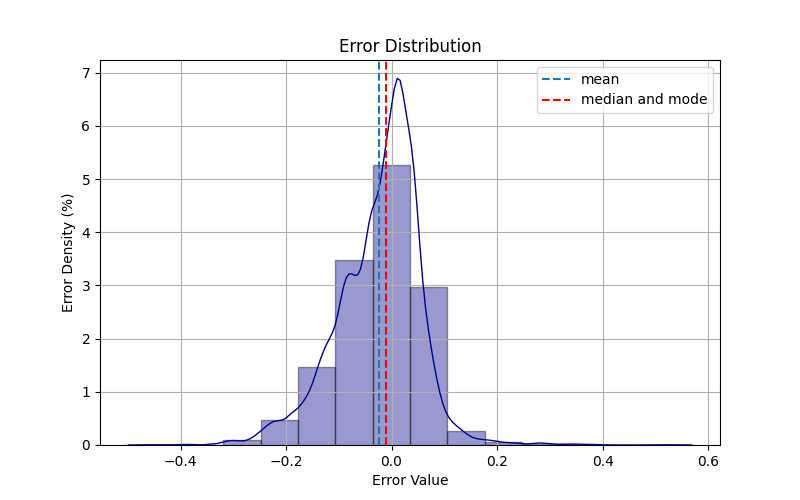 Error Distribution
mean
median and mode
Error Density (%)
7
6
5
4
3
2
1
0
−0.4
−0.2
0.0
0.2
0.4
0.6
Error Value